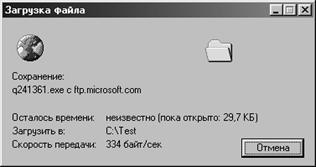 Загрузка файла
Сохранение:
q241361.exe с ftp.microsoft.com
Осталось времени: неизвестно (пока открыто: 29,7 КБ)
Загрузить в: C:\Test
Скорость передачи: 334 байт/сек
Отмена